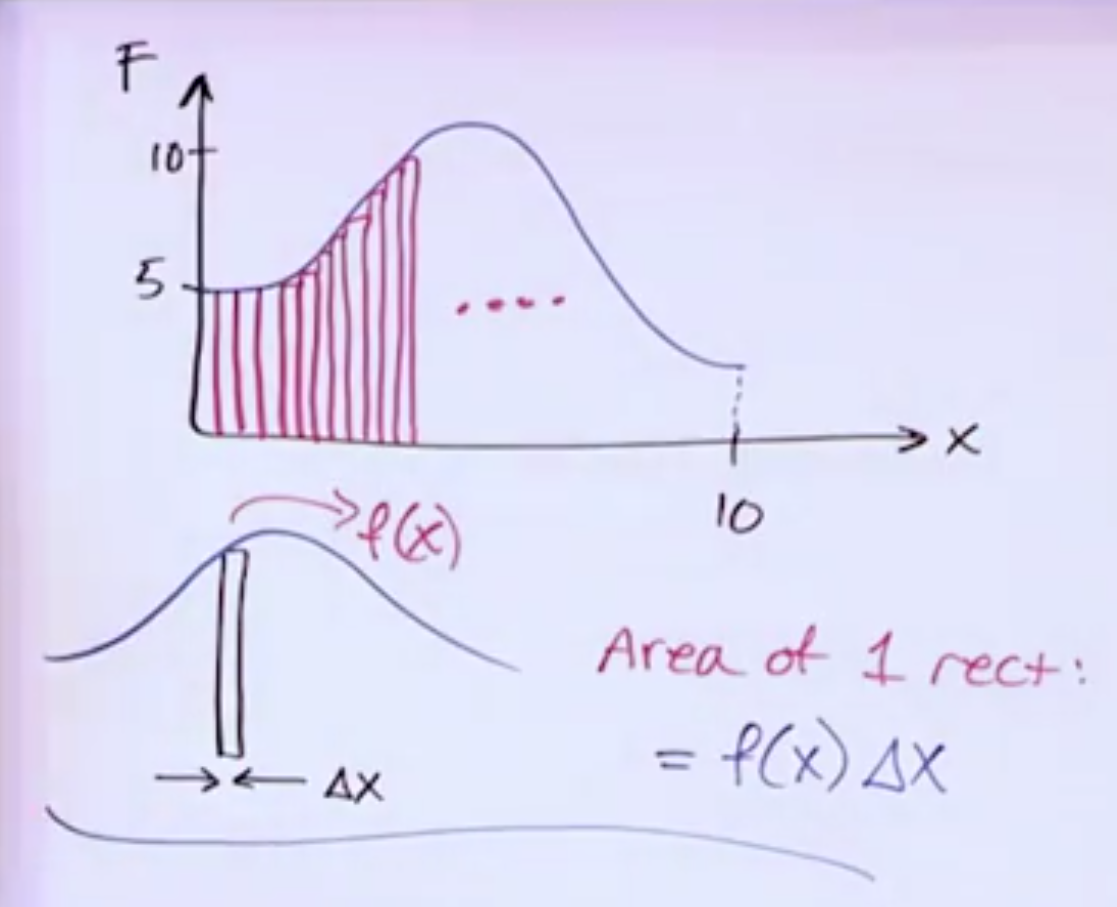 F
10
5
X
10
f(x)
Area of 1 rect:
= f(x) ΔX
ΔX